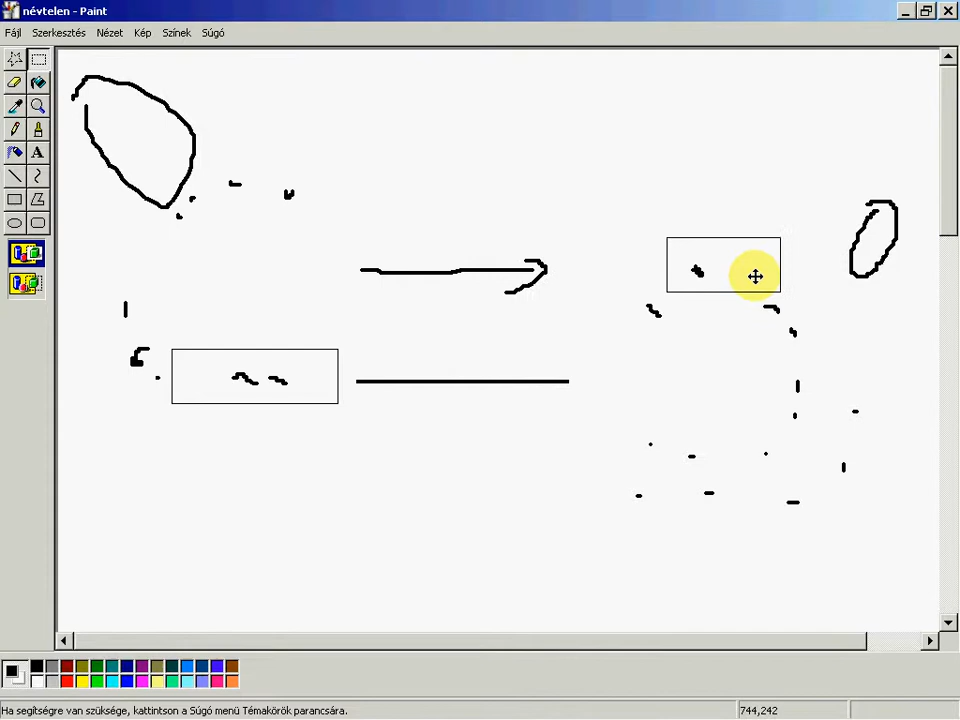 névtelen - Paint
Fájl Szerkesztés Nézet Kép Színek Súgó
A
Ha segítségre van szüksége, kattintson a Súgó menü Témakörök parancsára.
744,242